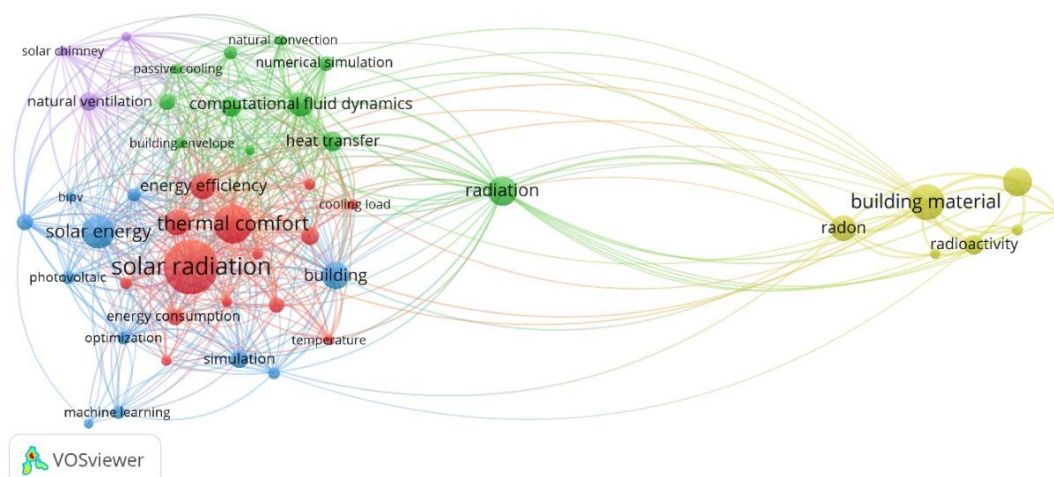 solar chimney
natural convection
passive cooling
numerical simulation
natural ventilation
computational fluid dynamics
building envelope
heat transfer
bipv
energy efficiency
cooling load
radiation
building material
solar energy
thermal comfort
radon
radioactivity
photovoltaic
solar radiation
building
energy consumption
optimization
temperature
simulation
machine learning
VOSviewer